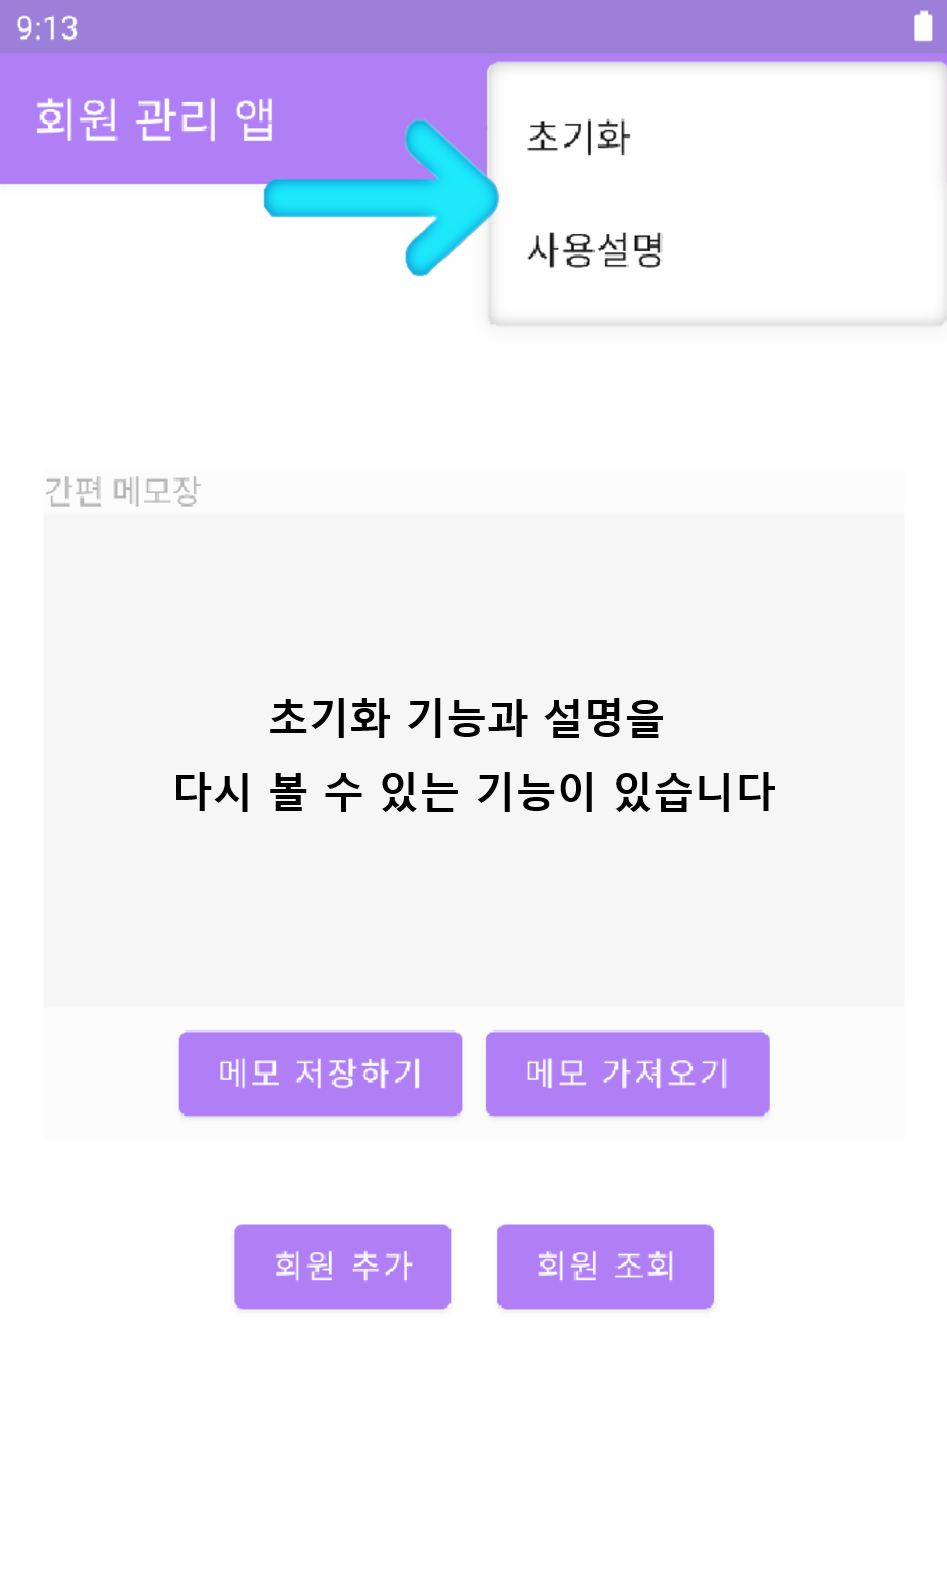 9:13
회원 관리 앱
초기화
사용설명
간편 메모장
초기화 기능과 설명을
다시 볼 수 있는 기능이 있습니다
메모 저장하기
메모 가져오기
회원 추가
회원 조회